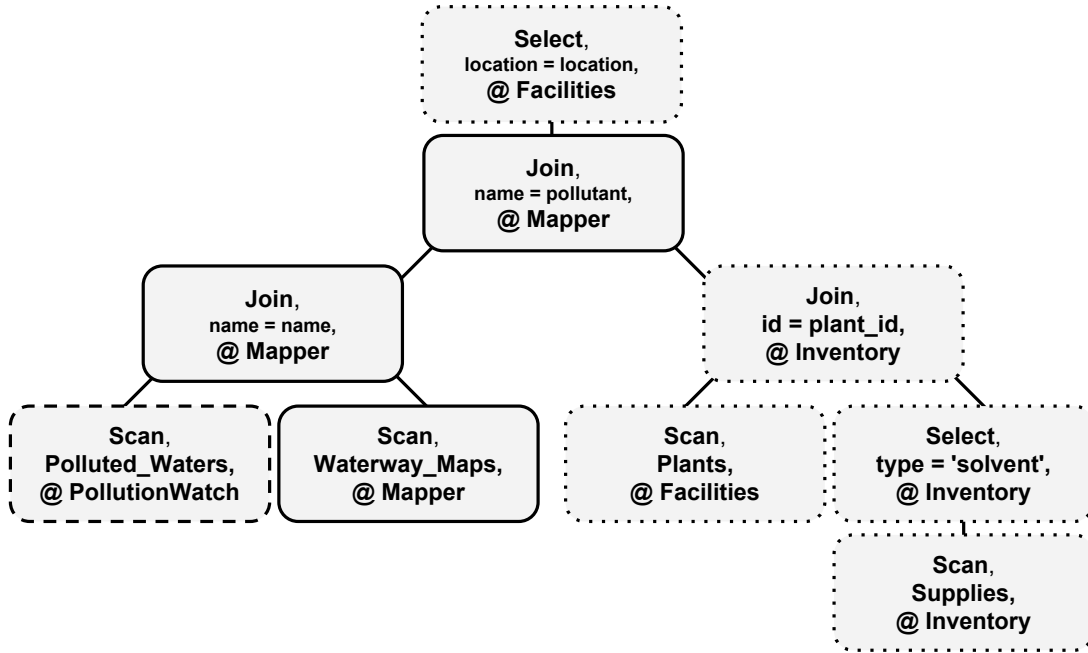 Select,
location = location,
@ Facilities
Join,
name = pollutant,
@ Mapper
Join,
name = name,
@ Mapper
Join,
id = plant_id,
@ Inventory
Scan,
Polluted_Waters,
@ PollutionWatch
Scan,
Waterway_Maps,
@ Mapper
Scan,
Plants,
@ Facilities
Select,
type = 'solvent',
@ Inventory
Scan,
Supplies,
@ Inventory